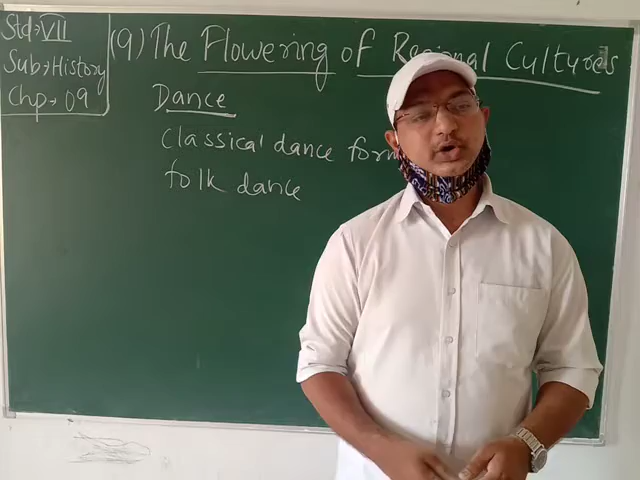 Std→VII
Sub→History
Chp→09
(9) The Flowering of Regional Cultures
Dance
Classical dance form
folk dance